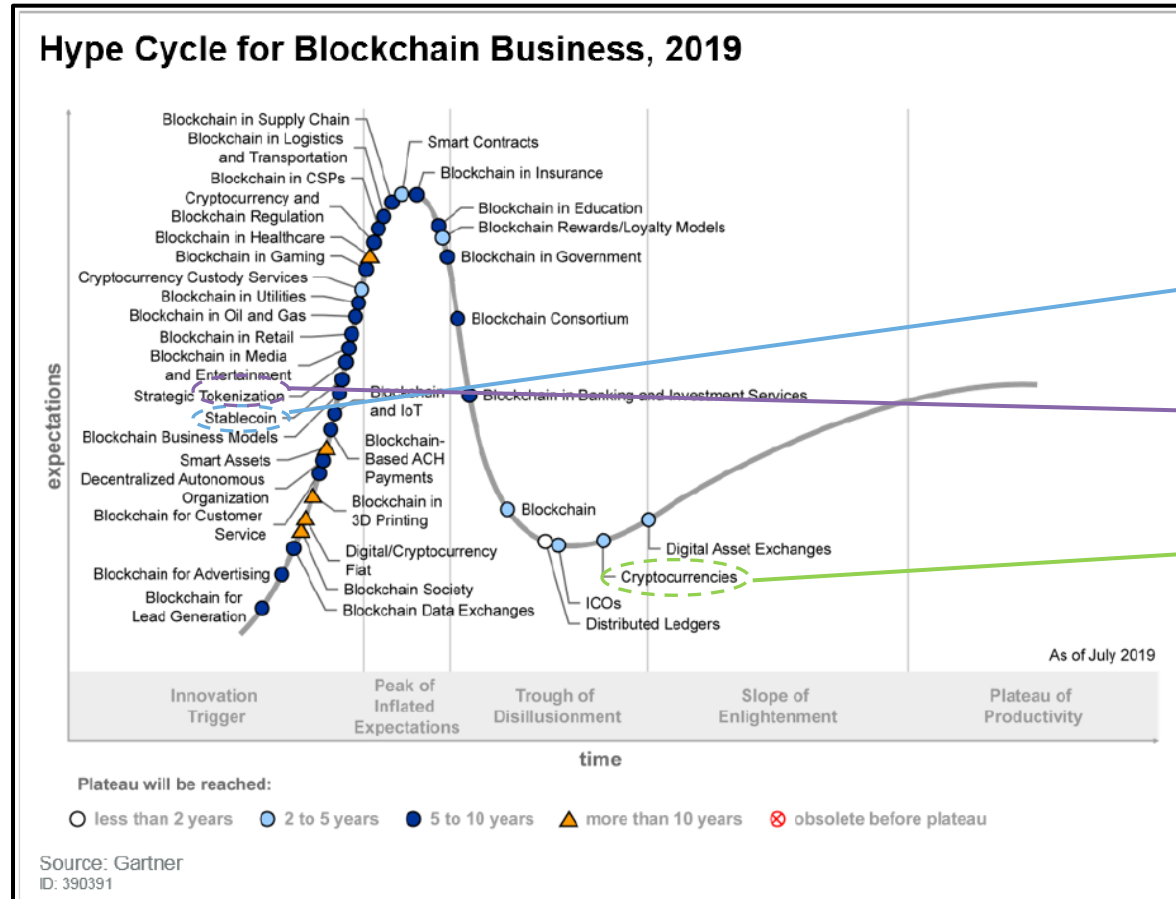 Hype Cycle for Blockchain Business, 2019
Blockchain in Supply Chain
Blockchain in Logistics
and Transportation
Blockchain in CSPs
Cryptocurrency and
Blockchain Regulation
Blockchain in Healthcare
Blockchain in Gaming
Cryptocurrency Custody Services
Blockchain in Utilities
Blockchain in Oil and Gas
Blockchain in Retail
Blockchain in Media
and Entertainment
Strategic Tokenization
Stablecoin
Blockchain Business Models
Smart Assets
Decentralized Autonomous
Organization
Blockchain for Customer
Service
Blockchain for Advertising
Blockchain for
Lead Generation
Smart Contracts
Blockchain in Insurance
Blockchain in Education
Blockchain Rewards/Loyalty Models
Blockchain in Government
Blockchain Consortium
Blockchain in Banking and Investment Services
Blockchain
and IoT
Blockchain-
Based ACH
Payments
Blockchain in
3D Printing
Digital/Cryptocurrency
Fiat
Blockchain Society
Blockchain Data Exchanges
Blockchain
Digital Asset Exchanges
Cryptocurrencies
ICOs
Distributed Ledgers
expectations
As of July 2019
Innovation
Trigger
Peak of
Inflated
Expectations
Trough of
Disillusionment
Slope of
Enlightenment
Plateau of
Productivity
time
Plateau will be reached:
less than 2 years
2 to 5 years
5 to 10 years
more than 10 years
obsolete before plateau
Source: Gartner
ID: 390391